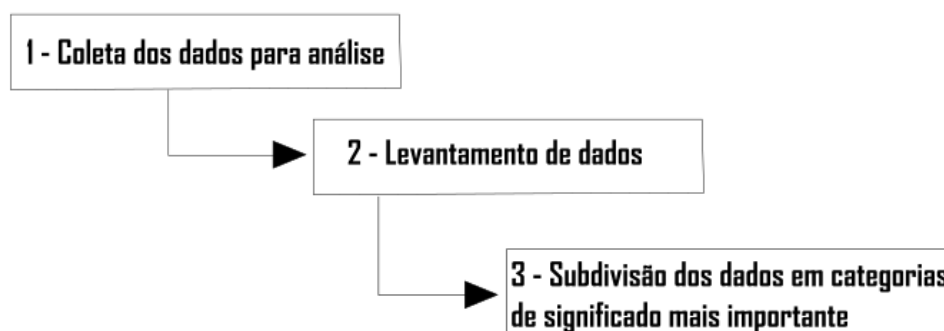 1 - Coleta dos dados para análise
2 - Levantamento de dados
3 - Subdivisão dos dados em categorias
de significado mais importante